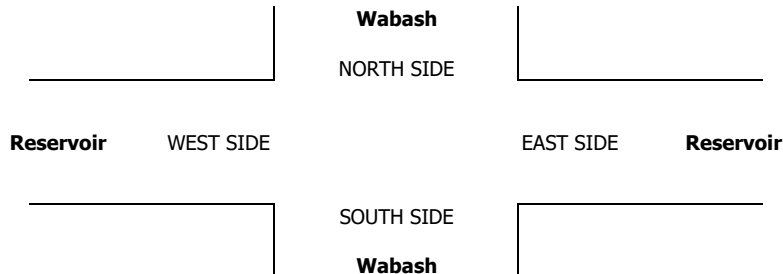 Wabash
NORTH SIDE
Reservoir WEST SIDE EAST SIDE Reservoir
SOUTH SIDE
Wabash